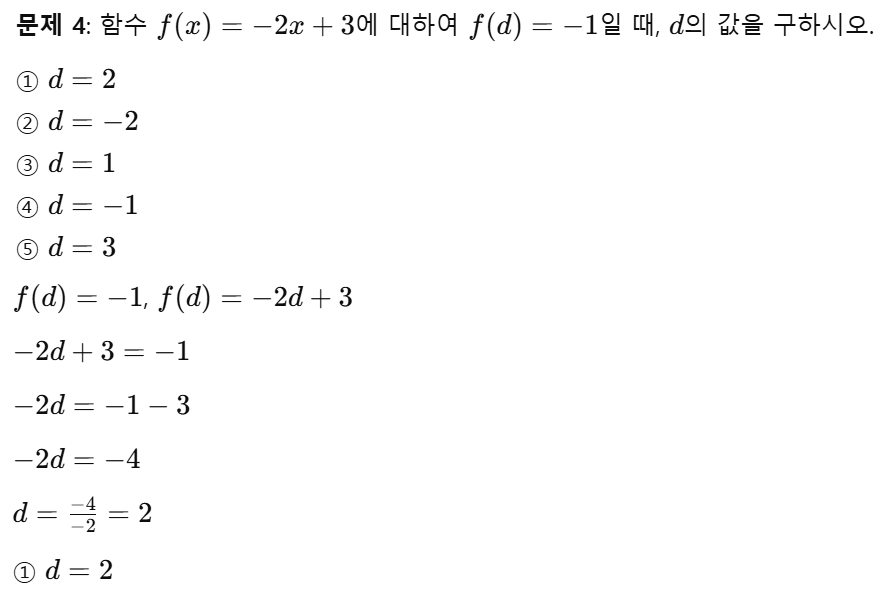 문제 4: 함수 f(x) = −2x + 3에 대하여 f(d) = −1일 때, d의 값을 구하시오.
① d = 2
② d = −2
③ d = 1
④ d = −1
⑤ d = 3
f(d) = −1, f(d) = −2d + 3
−2d + 3 = −1
−2d = −1 − 3
−2d = −4
d = \frac{−4}{−2} = 2
① d = 2